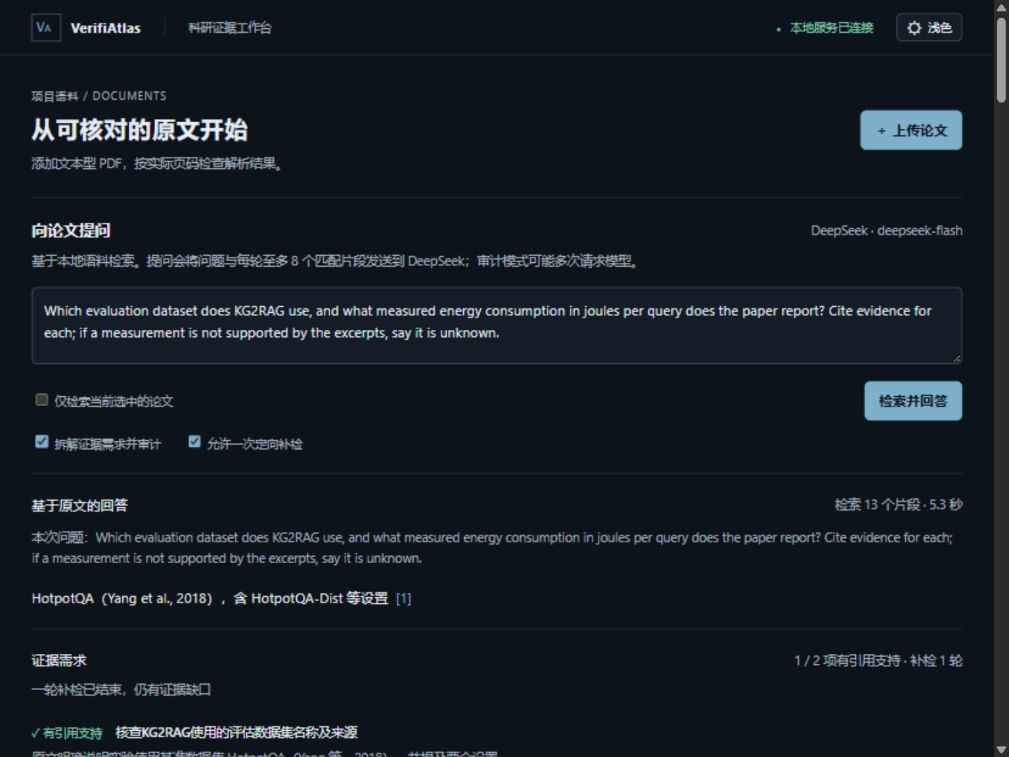 VA VerifiAtlas 科研证据工作台 • 本地服务已连接 浅色
项目语料 / DOCUMENTS
从可核对的原文开始
+ 上传论文
添加文本型 PDF，按实际页码检查解析结果。
向论文提问 DeepSeek · deepseek-flash
基于本地语料检索。提问会将问题与每轮至多 8 个匹配片段发送到 DeepSeek；审计模式可能多次请求模型。
Which evaluation dataset does KG2RAG use, and what measured energy consumption in joules per query does the paper report? Cite evidence for
each; if a measurement is not supported by the excerpts, say it is unknown.
仅检索当前选中的论文 检索并回答
拆解证据需求并审计 允许一次定向补检
基于原文的回答 检索 13 个片段 · 5.3 秒
本次问题：Which evaluation dataset does KG2RAG use, and what measured energy consumption in joules per query does the paper report? Cite evidence for each;
if a measurement is not supported by the excerpts, say it is unknown.
HotpotQA（Yang et al., 2018），含 HotpotQA-Dist 等设置 [1]
证据需求 1 / 2 项有引用支持 · 补检 1 轮
一轮补检已结束，仍有证据缺口
✓ 有引用支持 核查KG2RAG使用的评估数据集名称及来源